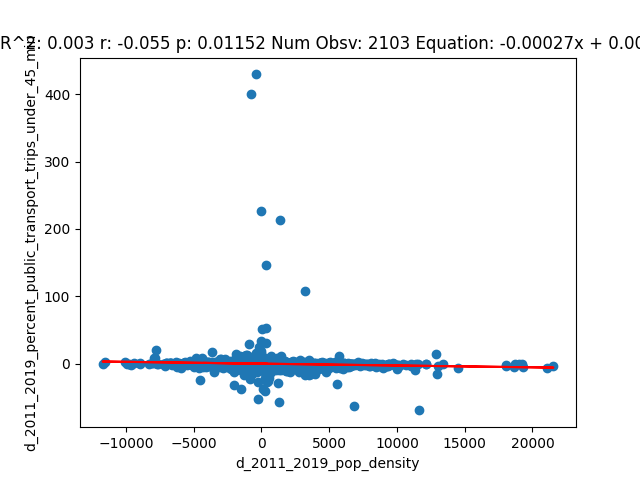 R^2: 0.003 r: -0.055 p: 0.01152 Num Obsv: 2103 Equation: -0.00027x + 0.00
d_2011_2019_percent_public_transport_trips_under_45_min
400
300
200
100
0
−10000 −5000 0 5000 10000 15000 20000
d_2011_2019_pop_density